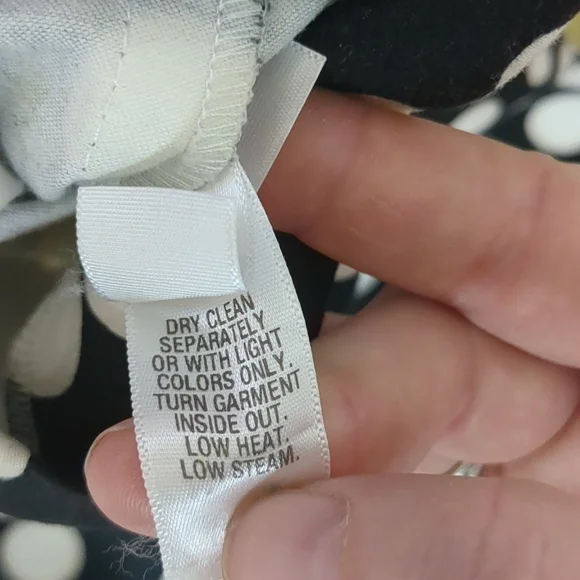 DRY CLEAN
SEPARATELY
OR WITH LIGHT
COLORS ONLY.
TURN GARMENT
INSIDE OUT.
LOW HEAT.
LOW STEAM.